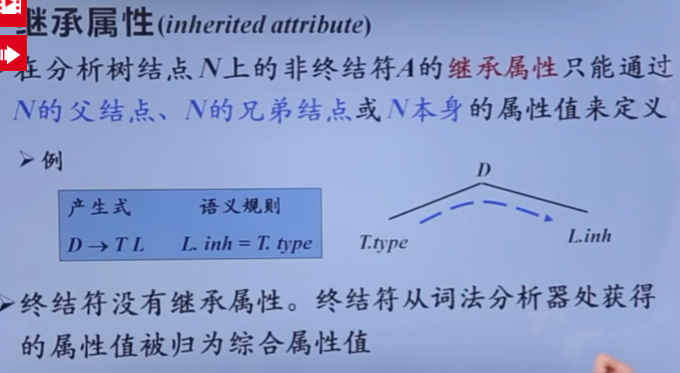 继承属性(inherited attribute)
在分析树结点N上的非终结符A的继承属性只能通过
N的父结点、N的兄弟结点或N本身的属性值来定义
➢例
产生式 语义规则
D → T L L. inh = T. type
D
T.type
L.inh
➢终结符没有继承属性。终结符从词法分析器处获得
的属性值被归为综合属性值